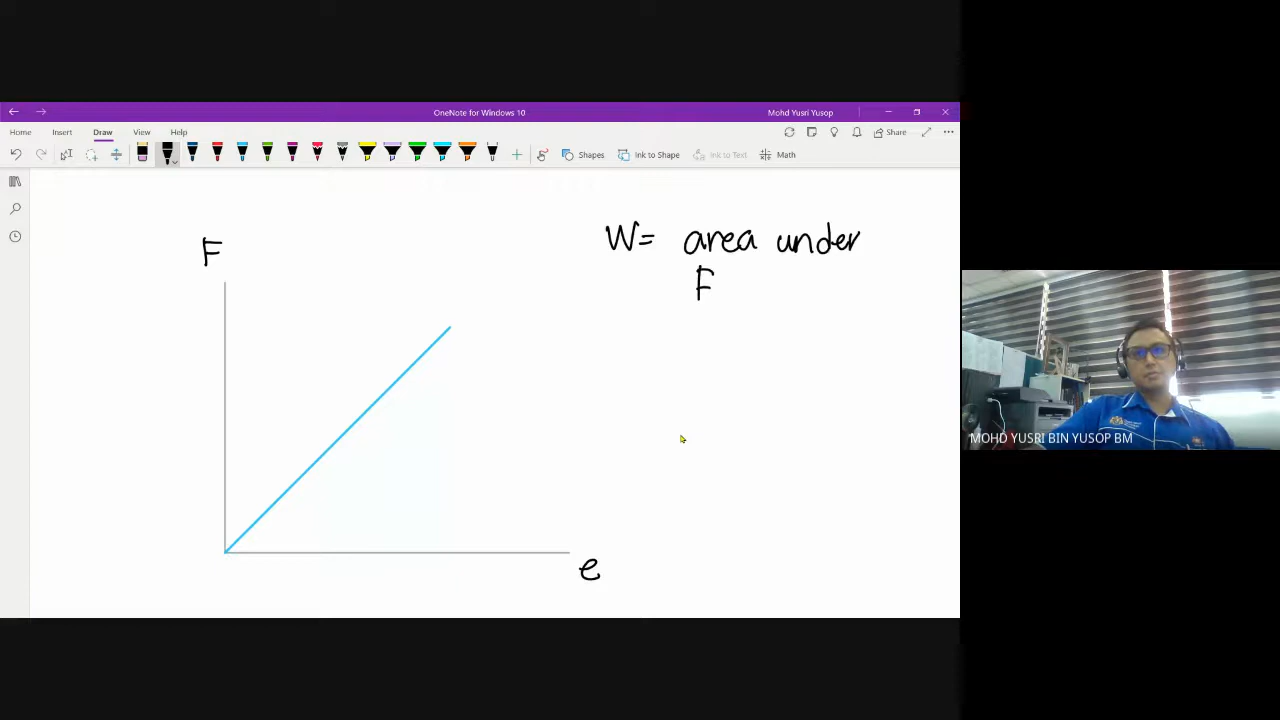 OneNote for Windows 10
Mohd Yusri Yusop
Home Insert Draw View Help
Share
Shapes Ink to Shape Ink to Text Math
F
W= area under
F
e
MOHD YUSRI BIN YUSOP BM